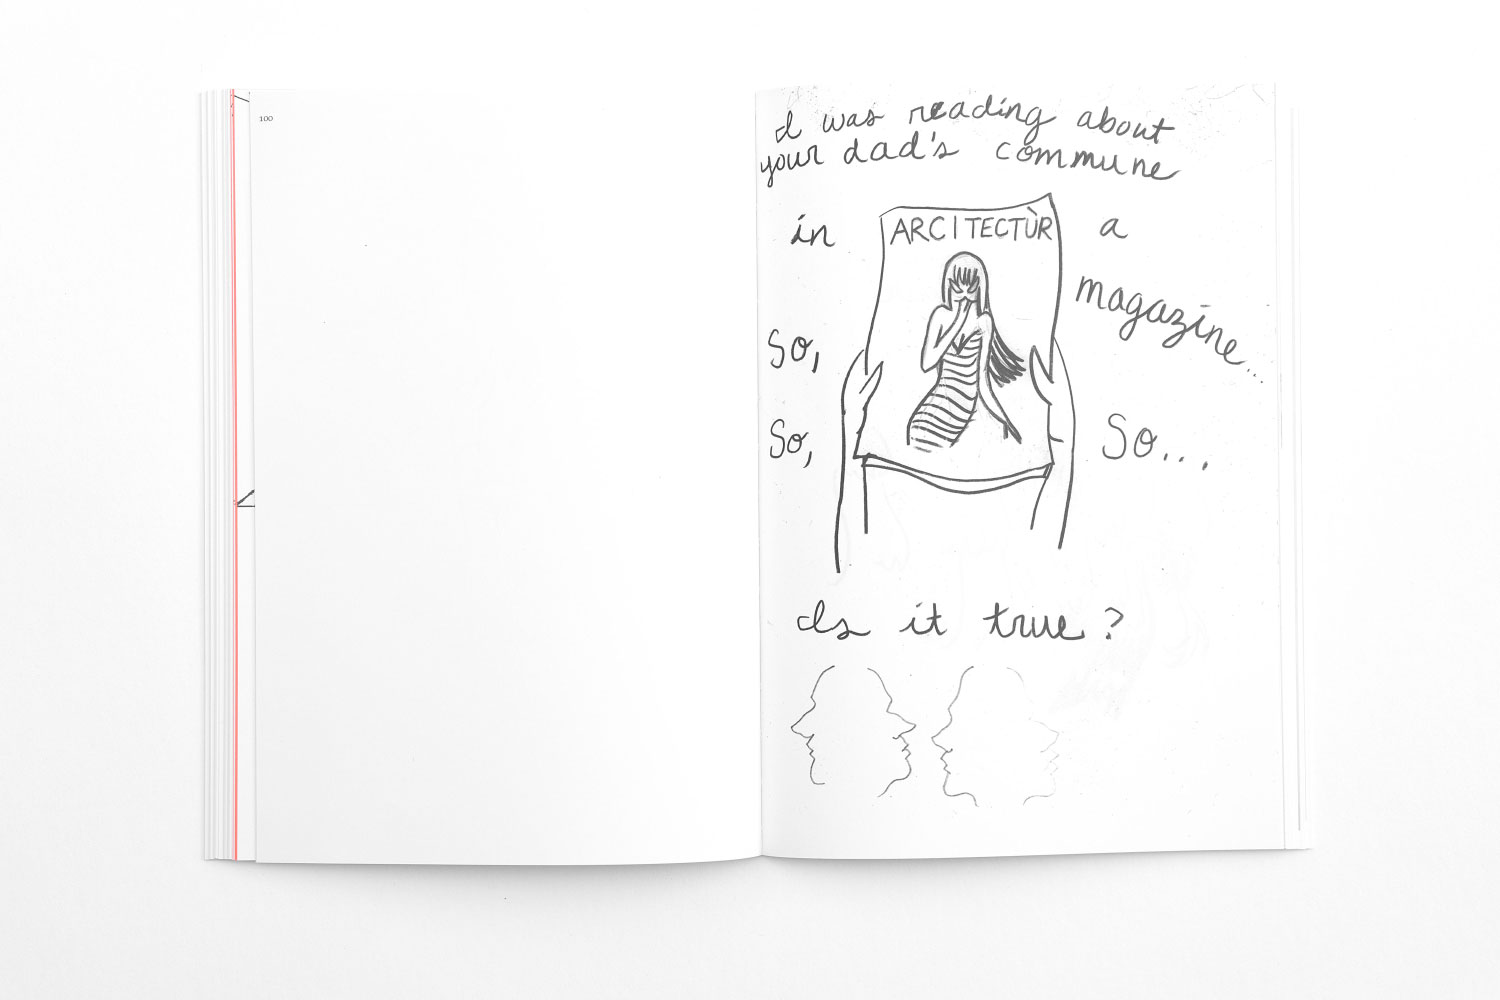 100
I was reading about
your dad's commune
in ARCITECTÙR a
magazine...
So,
So, So...
Is it true?